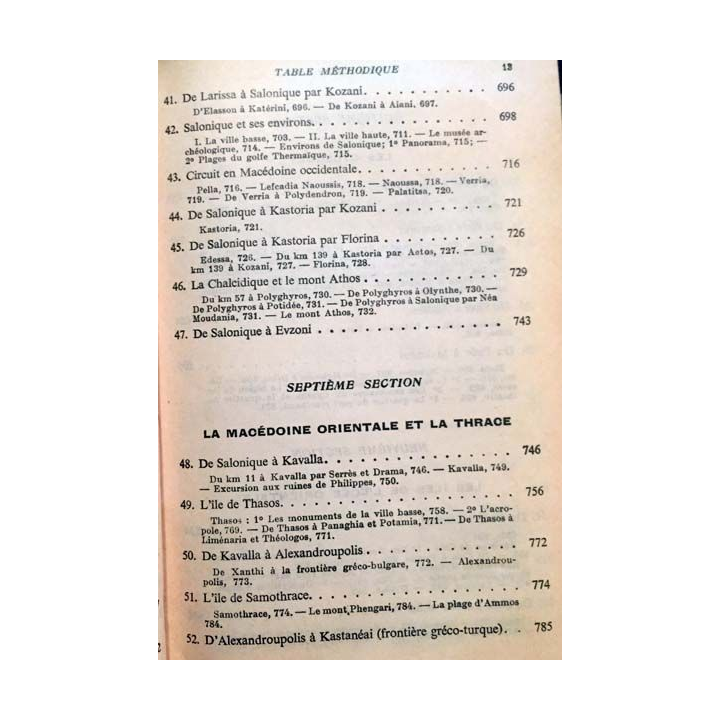 TABLE MÉTHODIQUE 13
41. De Larissa à Salonique par Kozani. . . . . . . . . . . . 696
D'Elasson à Katérini, 696. — De Kozani à Aiani. 697.
42. Salonique et ses environs. . . . . . . . . . . . . . . . 698
I. La ville basse, 703. — II. La ville haute, 711. — Le musée ar-
chéologique, 714. — Environs de Salonique; 1º Panorama, 715; —
2º Plages du golfe Thermaïque, 715.
43. Circuit en Macédoine occidentale. . . . . . . . . . . . . 716
Pella, 716. — Lefcadia Naoussis, 718. — Naoussa, 718. — Verria,
719. — De Verria à Polydendron, 719. — Palatitsa, 720.
44. De Salonique à Kastoria par Kozani . . . . . . . . . . . 721
Kastoria, 721.
45. De Salonique à Kastoria par Florina . . . . . . . . . . . 726
Edessa, 726. — Du km 139 à Kastoria par Aetos, 727. — Du
km 139 à Kozani, 727. — Florina, 728.
46. La Chalcidique et le mont Athos . . . . . . . . . . . . . 729
Du km 57 à Polyghyros, 730. — De Polyghyros à Olynthe, 730. —
De Polyghyros à Potidée, 731. — De Polyghyros à Salonique par Néa
Moudania, 731. — Le mont Athos, 732.
47. De Salonique à Evzoni . . . . . . . . . . . . . . . . . 743
SEPTIÈME SECTION
LA MACÉDOINE ORIENTALE ET LA THRACE
48. De Salonique à Kavalla. . . . . . . . . . . . . . . . . 746
Du km 11 à Kavalla par Serrès et Drama, 746. — Kavalla, 749.
— Excursion aux ruines de Philippes, 750.
49. L'île de Thasos. . . . . . . . . . . . . . . . . . . . 756
Thasos : 1º Les monuments de la ville basse, 758. — 2º L'acro-
pole, 769. — De Thasos à Panaghia et Potamia, 771. — De Thasos à
Liménaria et Théologos, 771.
50. De Kavalla à Alexandroupolis . . . . . . . . . . . . . . 772
De Xanthi à la frontière gréco-bulgare, 772. — Alexandrou-
polis, 773.
51. L'île de Samothrace. . . . . . . . . . . . . . . . . . 774
Samothrace, 774. — Le mont Phengari, 784. — La plage d'Ammos
784.
52. D'Alexandroupolis à Kastanéai (frontière gréco-turque). . 785